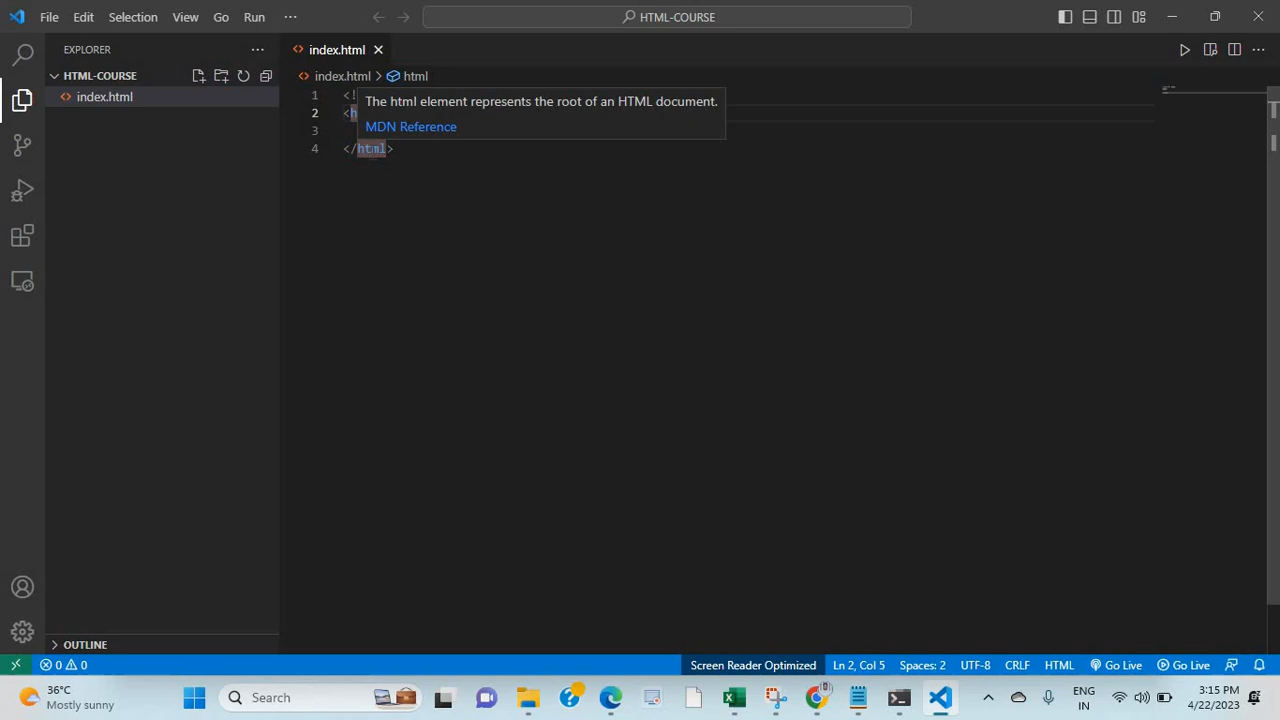 File Edit Selection View Go Run ···
HTML-COURSE
EXPLORER
index.html
HTML-COURSE
index.html > html
index.html
1 <!
The html element represents the root of an HTML document.
2 <h
MDN Reference
3
4 </html>
OUTLINE
0 0
Screen Reader Optimized
Ln 2, Col 5
Spaces: 2
UTF-8
CRLF
HTML
Go Live
Go Live
36°C
Mostly sunny
Search
ENG
IN
3:15 PM
4/22/2023